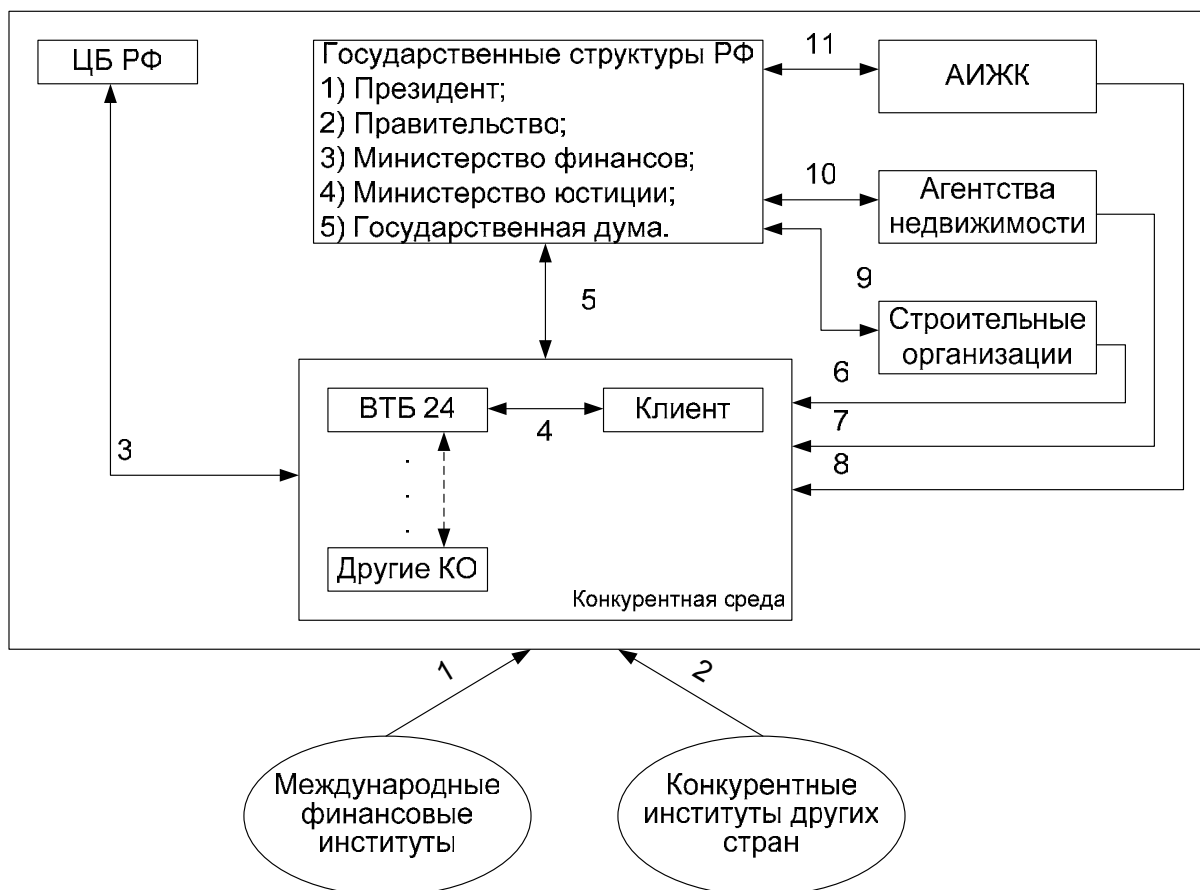 ЦБ РФ
Государственные структуры РФ
1) Президент;
2) Правительство;
3) Министерство финансов;
4) Министерство юстиции;
5) Государственная дума.
11
АИЖК
10
Агентства
недвижимости
9
Строительные
организации
5
6
7
8
3
ВТБ 24
4
Клиент
.
.
.
Другие КО
Конкурентная среда
1
2
Международные
финансовые
институты
Конкурентные
институты других
стран